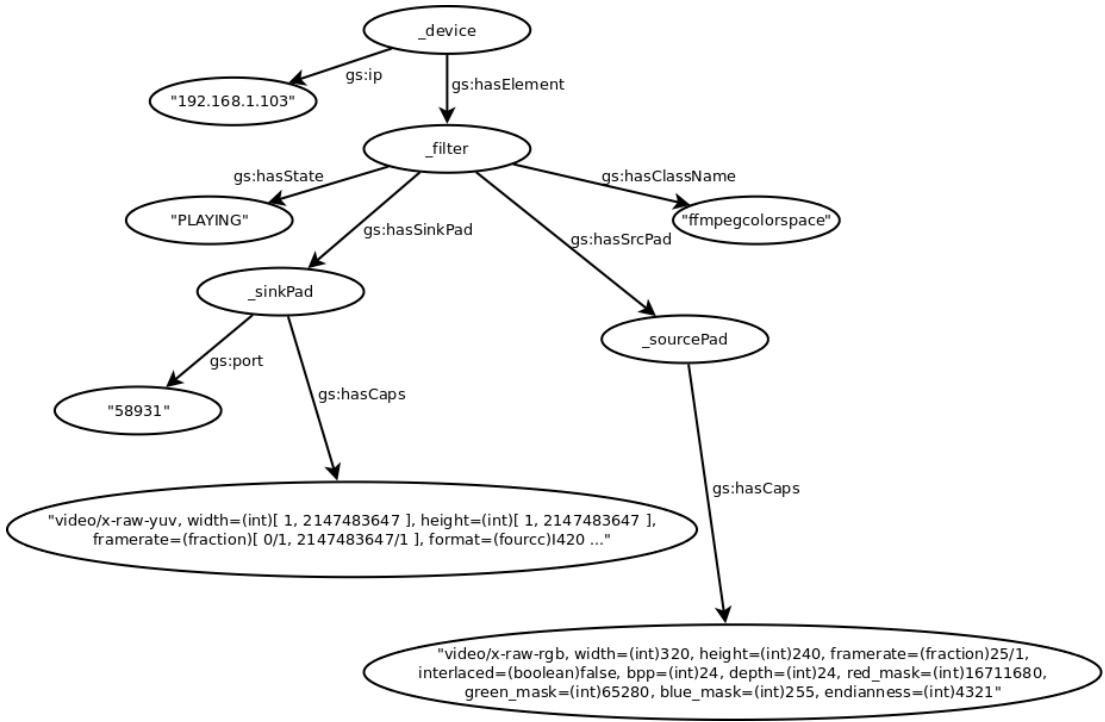 _device
gs:ip
gs:hasElement
"192.168.1.103"
_filter
gs:hasState
gs:hasClassName
"PLAYING"
"ffmpegcolorspace"
gs:hasSinkPad
gs:hasSrcPad
_sinkPad
_sourcePad
gs:port
gs:hasCaps
"58931"
gs:hasCaps
"video/x-raw-yuv, width=(int)[ 1, 2147483647 ], height=(int)[ 1, 2147483647 ],
framerate=(fraction)[ 0/1, 2147483647/1 ], format=(fourcc)I420 ..."
"video/x-raw-rgb, width=(int)320, height=(int)240, framerate=(fraction)25/1,
interlaced=(boolean)false, bpp=(int)24, depth=(int)24, red_mask=(int)16711680,
green_mask=(int)65280, blue_mask=(int)255, endianness=(int)4321"